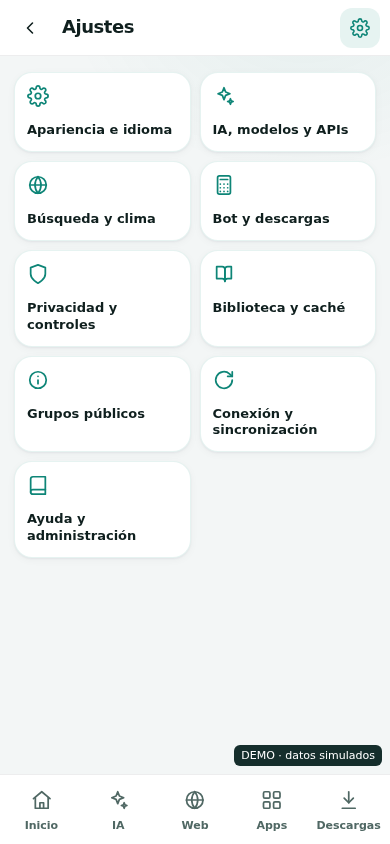 Ajustes
Apariencia e idioma
IA, modelos y APIs
Búsqueda y clima
Bot y descargas
Privacidad y
controles
Biblioteca y caché
Grupos públicos
Conexión y
sincronización
Ayuda y
administración
DEMO · datos simulados
Inicio
IA
Web
Apps
Descargas